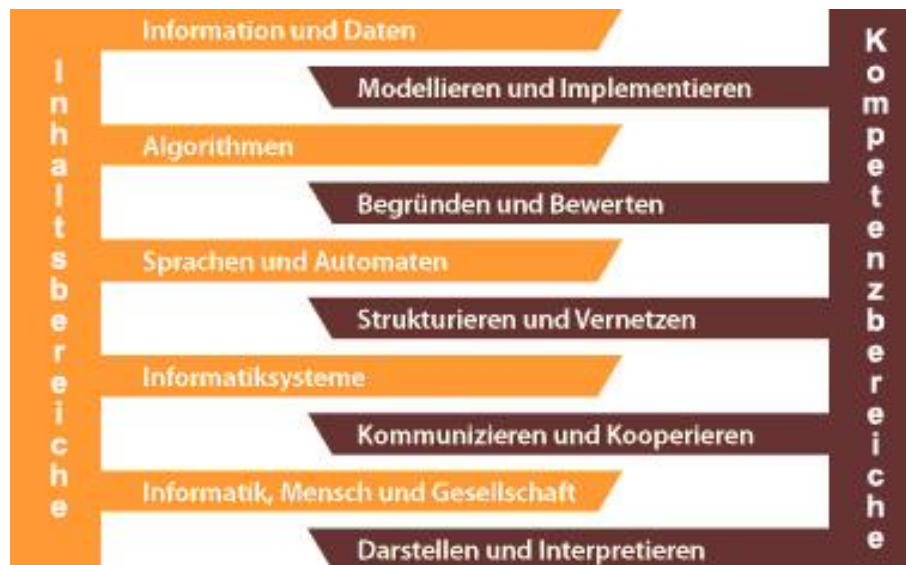 Inhaltsbereiche
Information und Daten
Modellieren und Implementieren
Algorithmen
Begründen und Bewerten
Sprachen und Automaten
Strukturieren und Vernetzen
Informatiksysteme
Kommunizieren und Kooperieren
Informatik, Mensch und Gesellschaft
Darstellen und Interpretieren
Kompetenzbereiche